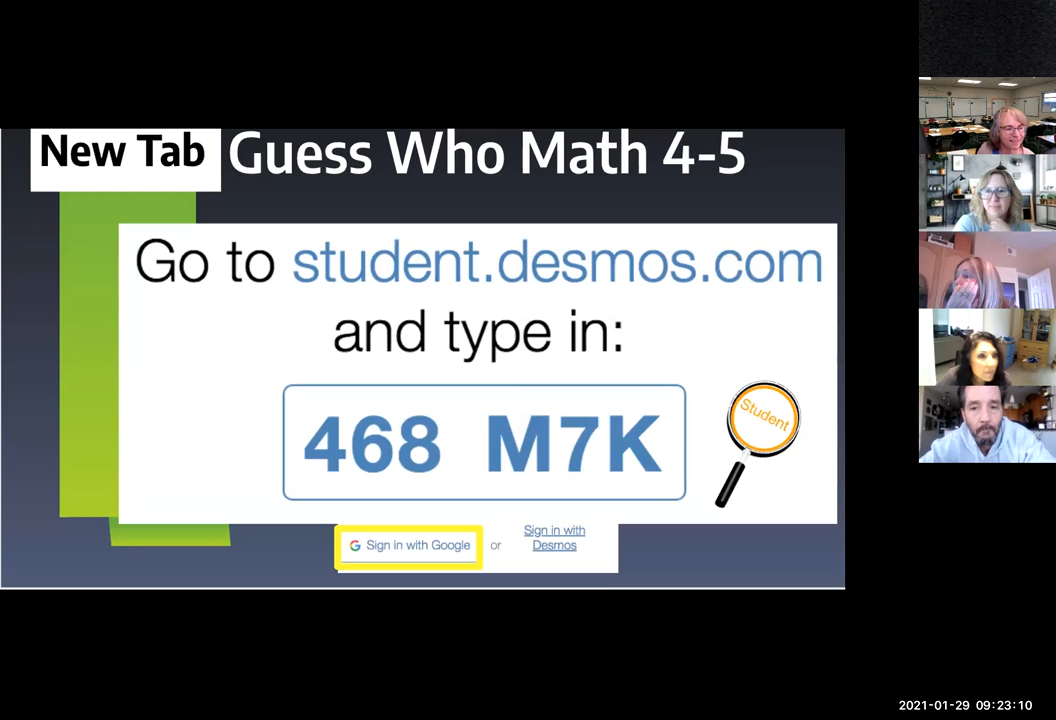 New Tab Guess Who Math 4-5
Go to student.desmos.com
and type in:
468 M7K
Student
Sign in with Google or Sign in with
Desmos
2021-01-29 09:23:10